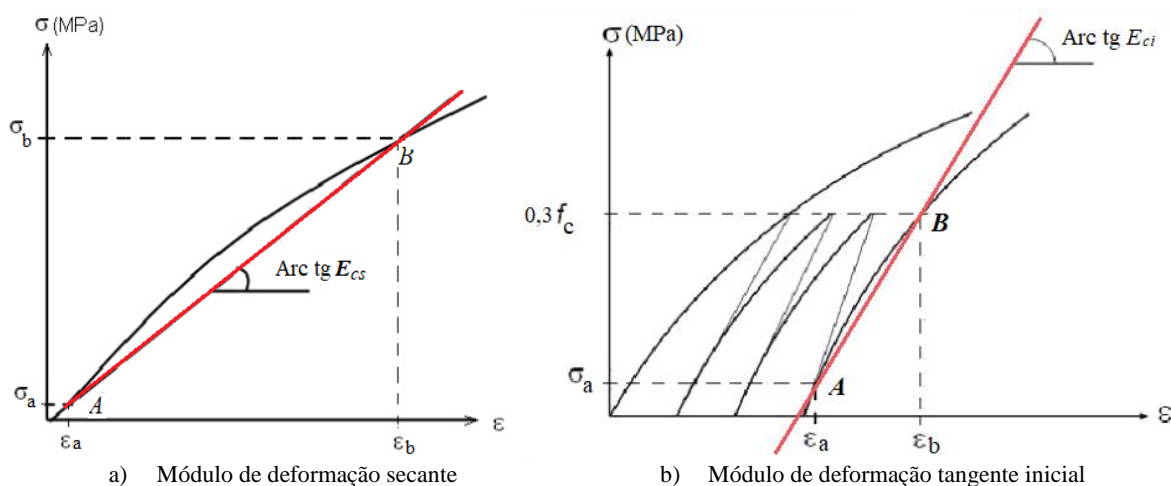 σ (MPa)
σb
B
Arc tg Ecs
σa
A
εa
εb
ε
a) Módulo de deformação secante
σ (MPa)
Arc tg Eci
0,3 fc
B
σa
A
εa
εb
ε
b) Módulo de deformação tangente inicial